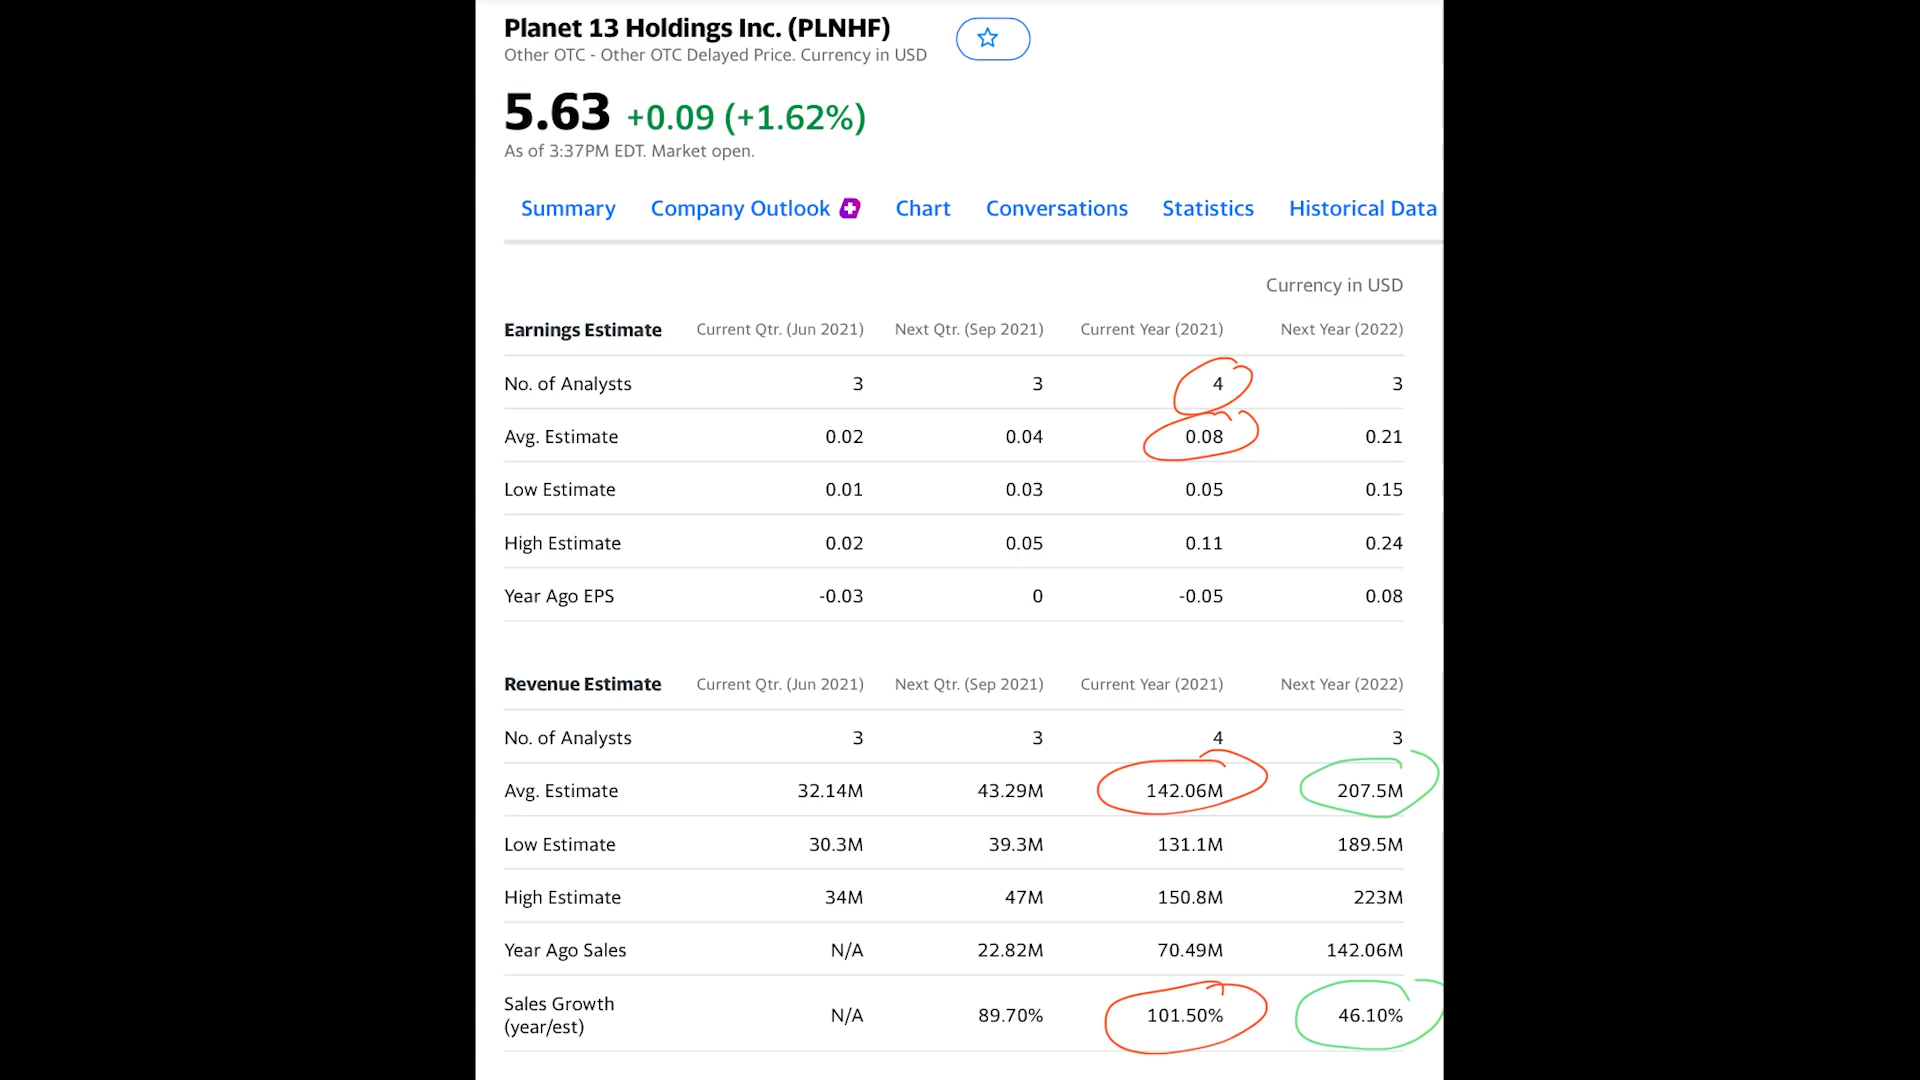 Planet 13 Holdings Inc. (PLNHF)
Other OTC - Other OTC Delayed Price. Currency in USD
5.63 +0.09 (+1.62%)
As of 3:37PM EDT. Market open.
Summary Company Outlook Chart Conversations Statistics Historical Data
Currency in USD
Earnings Estimate Current Qtr. (Jun 2021) Next Qtr. (Sep 2021) Current Year (2021) Next Year (2022)
No. of Analysts 3 3 4 3
Avg. Estimate 0.02 0.04 0.08 0.21
Low Estimate 0.01 0.03 0.05 0.15
High Estimate 0.02 0.05 0.11 0.24
Year Ago EPS -0.03 0 -0.05 0.08
Revenue Estimate Current Qtr. (Jun 2021) Next Qtr. (Sep 2021) Current Year (2021) Next Year (2022)
No. of Analysts 3 3 4 3
Avg. Estimate 32.14M 43.29M 142.06M 207.5M
Low Estimate 30.3M 39.3M 131.1M 189.5M
High Estimate 34M 47M 150.8M 223M
Year Ago Sales N/A 22.82M 70.49M 142.06M
Sales Growth (year/est) N/A 89.70% 101.50% 46.10%